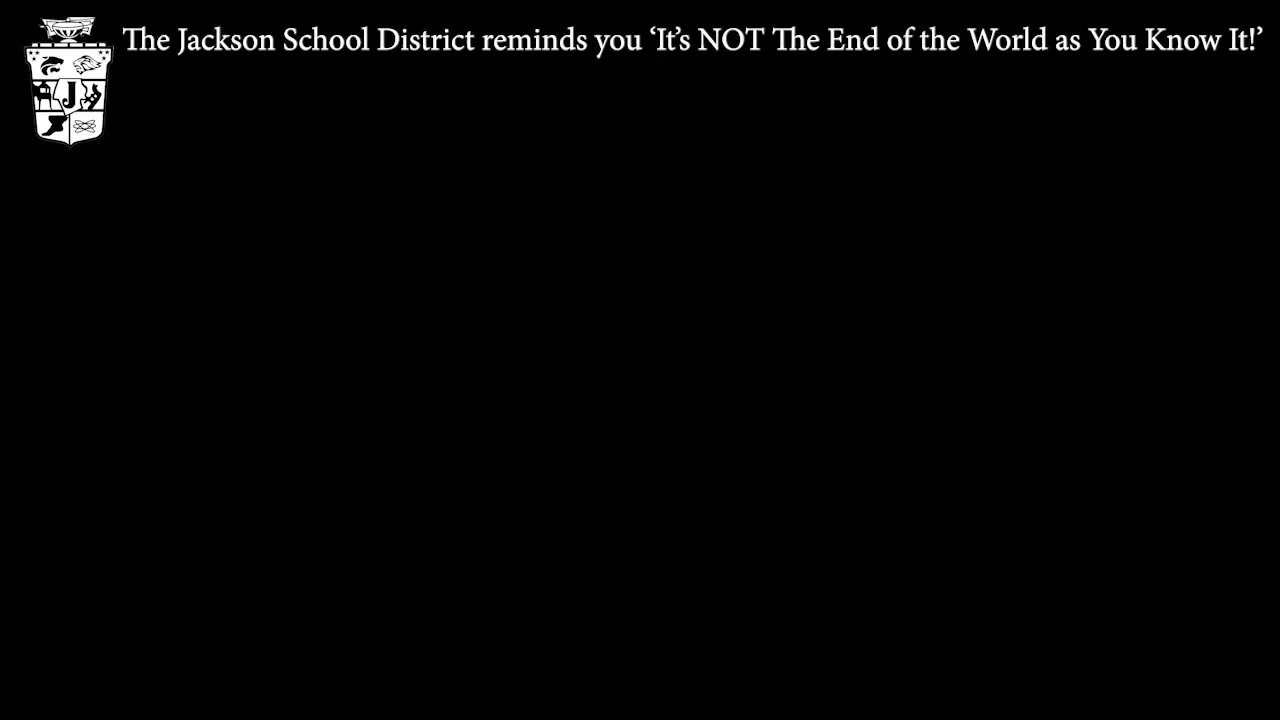 The Jackson School District reminds you ‘It’s NOT The End of the World as You Know It!’
J